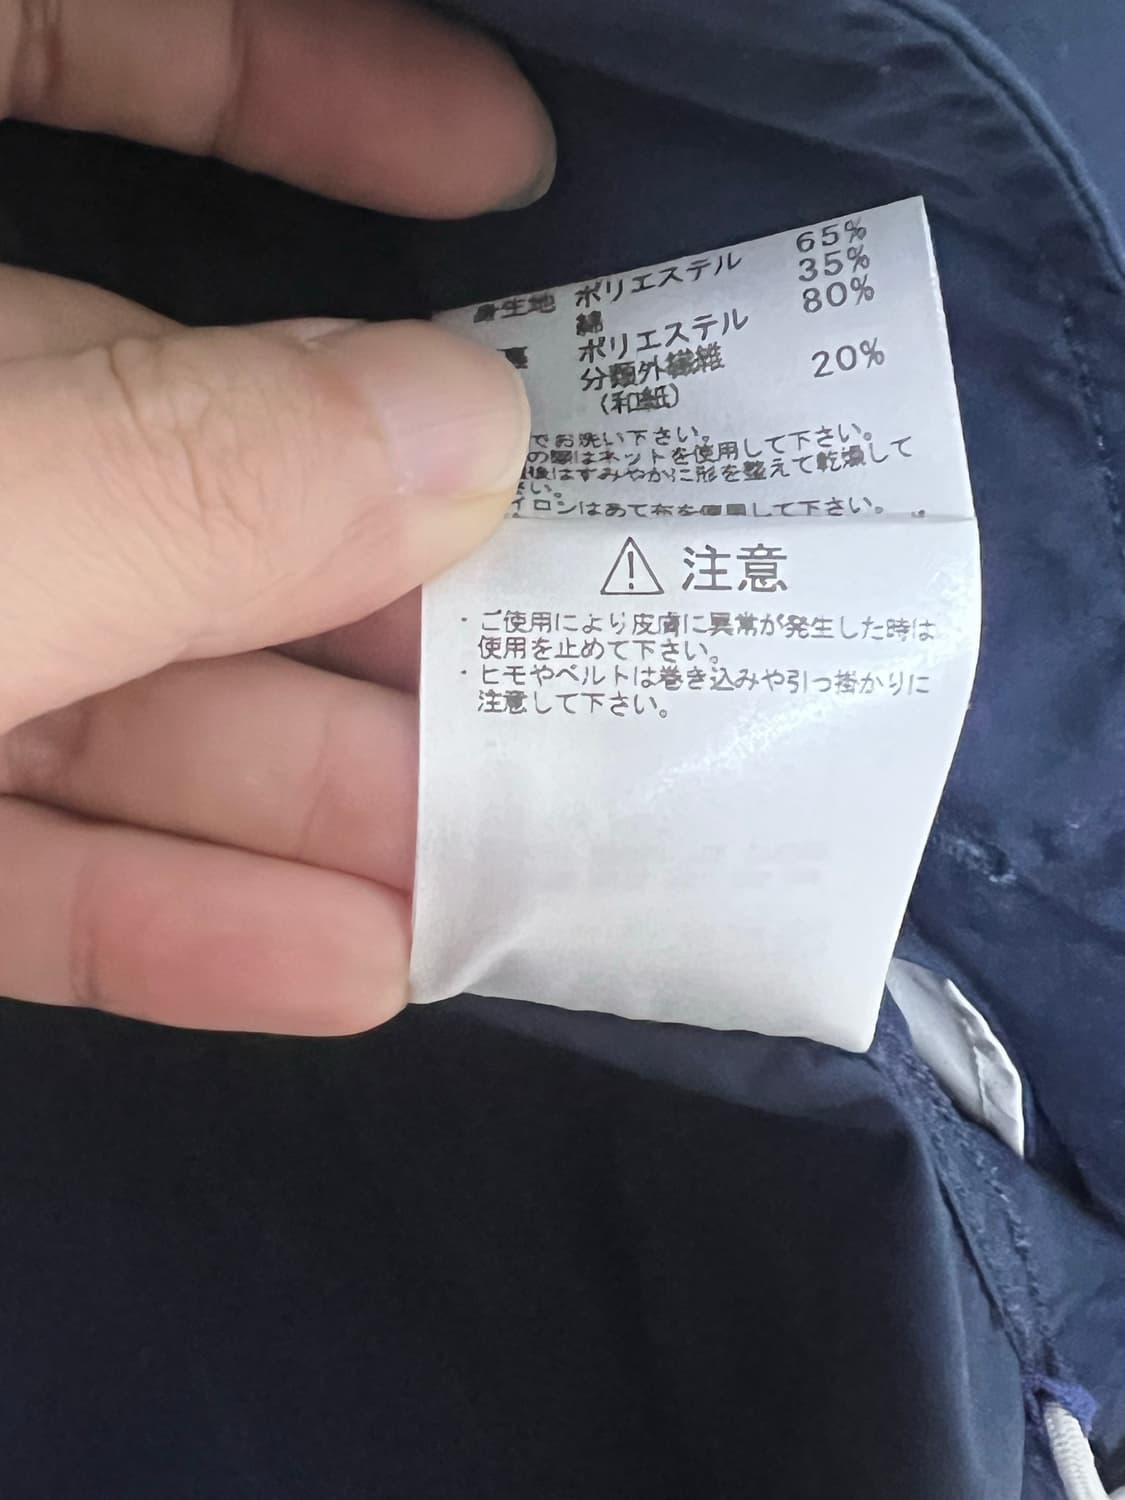 身生地 ポリエステル 65%
綿 35%
裏 ポリエステル 80%
分類外繊維 20%
(和紙)
でお洗い下さい。
の際はネットを使用して下さい。
後はすみやかに形を整えて乾燥して
さい。
イロンはあて布を使用して下さい。
注意
・ご使用により皮膚に異常が発生した時は
使用を止めて下さい。
・ヒモやベルトは巻き込みや引っ掛かりに
注意して下さい。